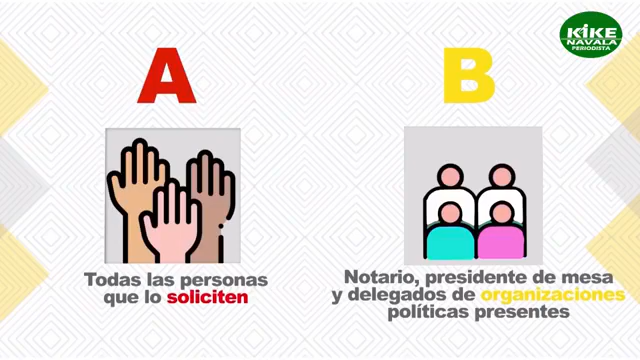 KIKE
NAVALA
PERIODISTA
A
B
Todas las personas
que lo soliciten
Notario, presidente de mesa
y delegados de organizaciones
políticas presentes